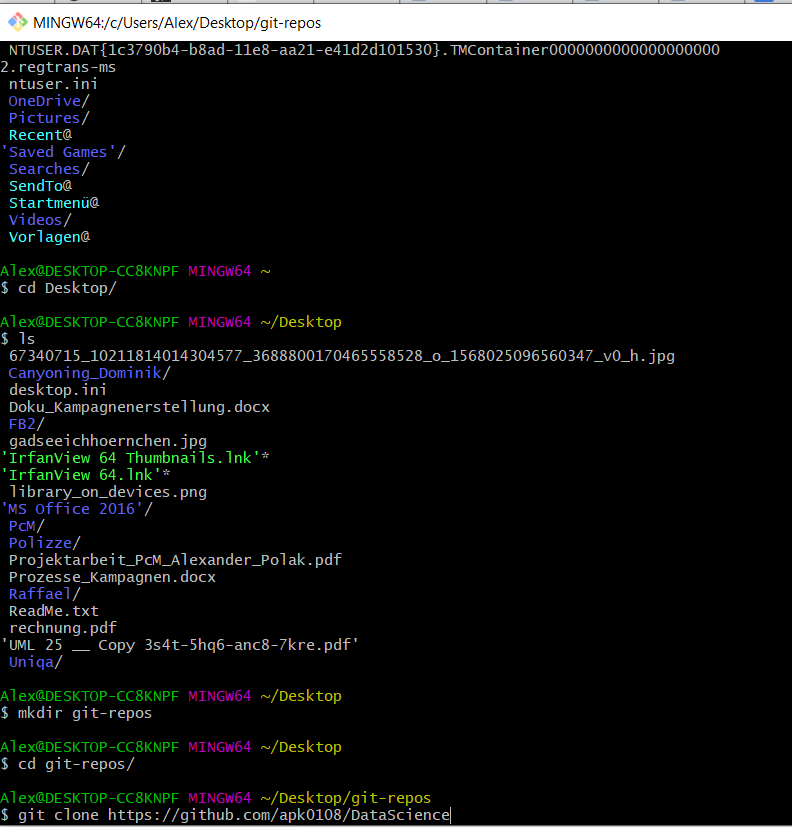 MINGW64:/c/Users/Alex/Desktop/git-repos
NTUSER.DAT{1c3790b4-b8ad-11e8-aa21-e41d2d101530}.TMContainer0000000000000000000
2.regtrans-ms
ntuser.ini
OneDrive/
Pictures/
Recent@
'Saved Games'/
Searches/
SendTo@
Startmenü@
Videos/
Vorlagen@
Alex@DESKTOP-CC8KNPF MINGW64 ~
$ cd Desktop/
Alex@DESKTOP-CC8KNPF MINGW64 ~/Desktop
$ ls
67340715_10211814014304577_3688800170465558528_o_1568025096560347_v0_h.jpg
Canyoning_Dominik/
desktop.ini
Doku_Kampagnenerstellung.docx
FB2/
gadseeichhoernchen.jpg
'IrfanView 64 Thumbnails.lnk'*
'IrfanView 64.lnk'*
library_on_devices.png
'MS Office 2016'/
PcM/
Polizze/
Projektarbeit_PcM_Alexander_Polak.pdf
Prozesse_Kampagnen.docx
Raffael/
ReadMe.txt
rechnung.pdf
'UML 25 __ Copy 3s4t-5hq6-anc8-7kre.pdf'
Uniqa/
Alex@DESKTOP-CC8KNPF MINGW64 ~/Desktop
$ mkdir git-repos
Alex@DESKTOP-CC8KNPF MINGW64 ~/Desktop
$ cd git-repos/
Alex@DESKTOP-CC8KNPF MINGW64 ~/Desktop/git-repos
$ git clone https://github.com/apk0108/DataScience